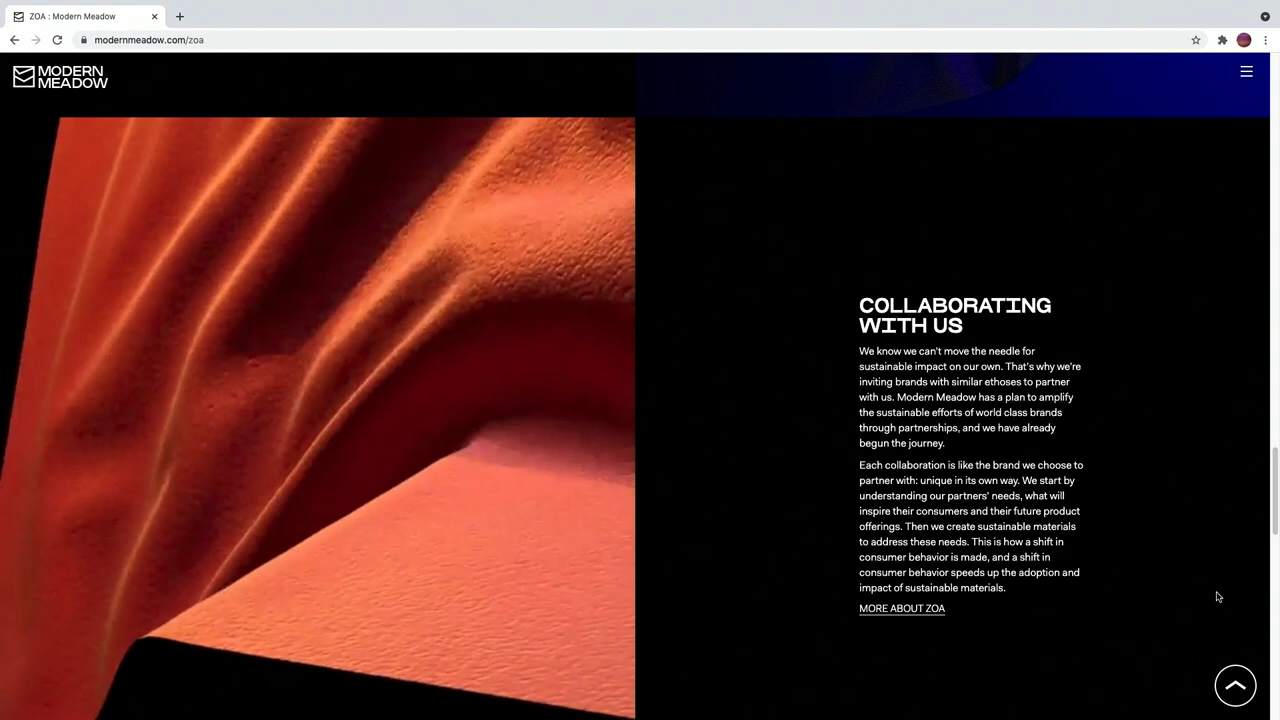 ZOA : Modern Meadow
modernmeadow.com/zoa
MODERN
MEADOW
COLLABORATING
WITH US
We know we can't move the needle for
sustainable impact on our own. That's why we're
inviting brands with similar ethoses to partner
with us. Modern Meadow has a plan to amplify
the sustainable efforts of world class brands
through partnerships, and we have already
begun the journey.
Each collaboration is like the brand we choose to
partner with: unique in its own way. We start by
understanding our partners' needs, what will
inspire their consumers and their future product
offerings. Then we create sustainable materials
to address these needs. This is how a shift in
consumer behavior is made, and a shift in
consumer behavior speeds up the adoption and
impact of sustainable materials.
MORE ABOUT ZOA